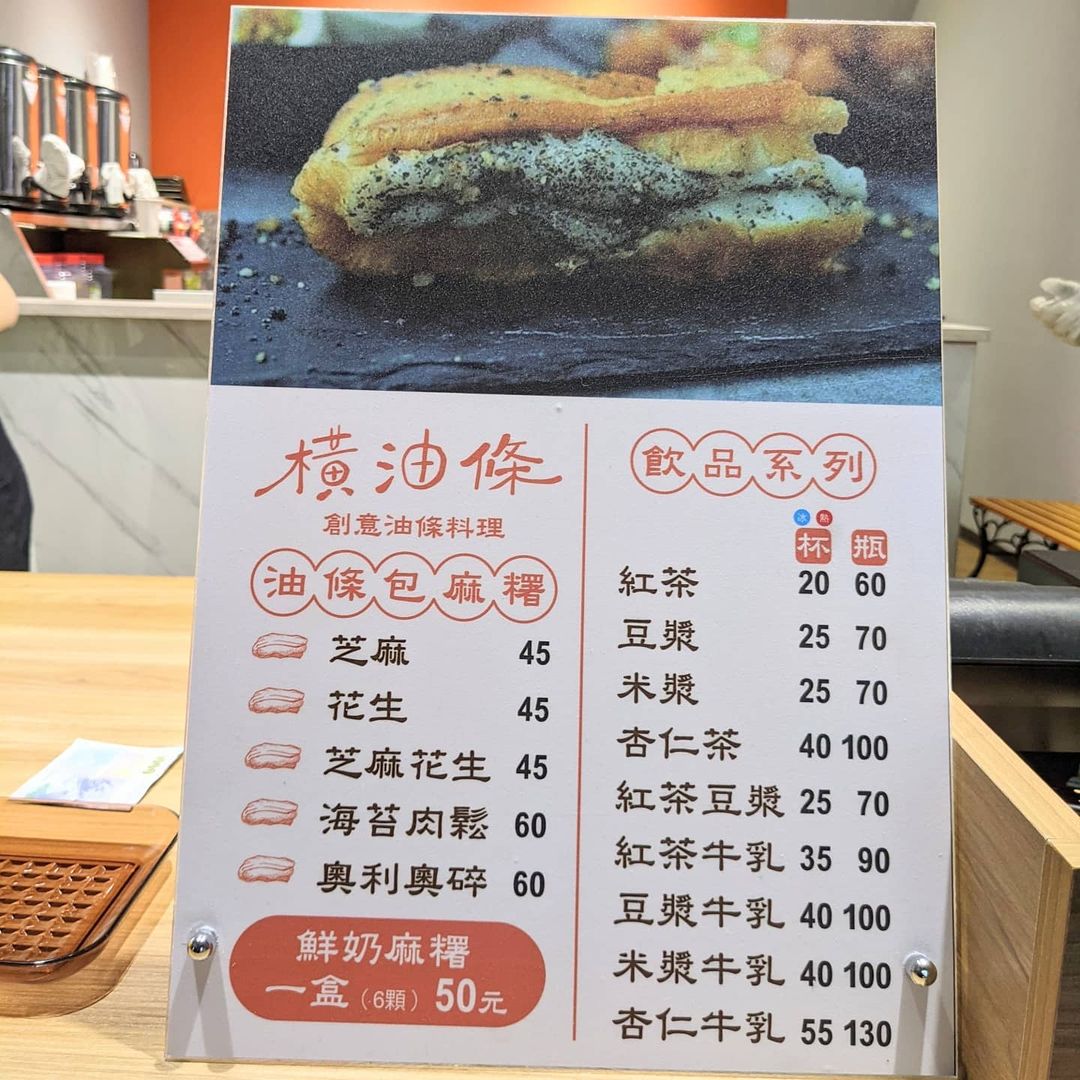 橫油條
創意油條料理
油條包麻糬
芝麻 45
花生 45
芝麻花生 45
海苔肉鬆 60
奧利奧碎 60
鮮奶麻糬
一盒(6顆)50元
飲品系列
冰 熱
杯 瓶
紅茶 20 60
豆漿 25 70
米漿 25 70
杏仁茶 40 100
紅茶豆漿 25 70
紅茶牛乳 35 90
豆漿牛乳 40 100
米漿牛乳 40 100
杏仁牛乳 55 130